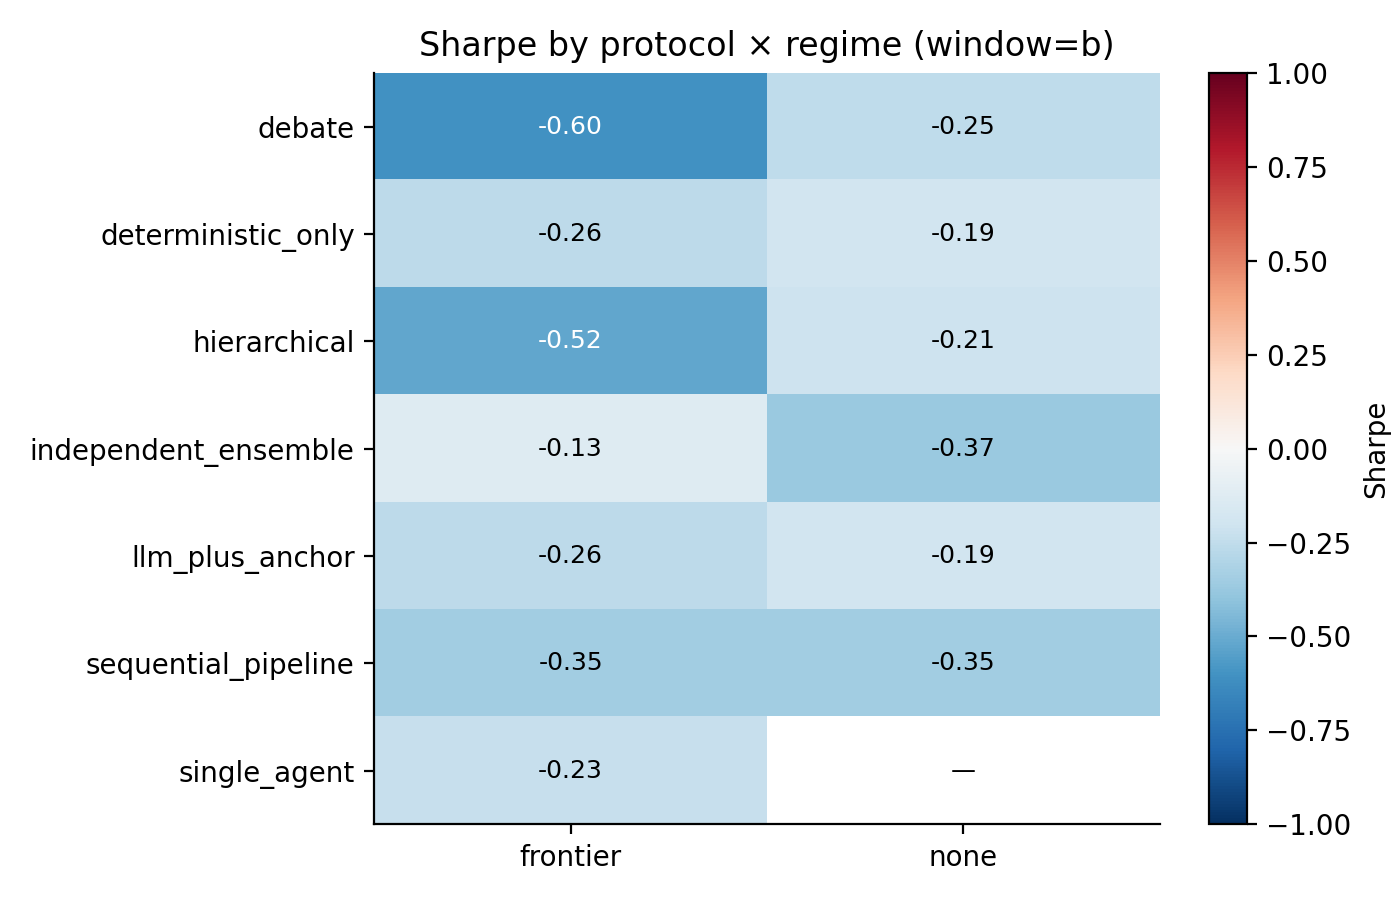 Sharpe by protocol × regime (window=b)
debate -0.60 -0.25
deterministic_only -0.26 -0.19
hierarchical -0.52 -0.21
independent_ensemble -0.13 -0.37
llm_plus_anchor -0.26 -0.19
sequential_pipeline -0.35 -0.35
single_agent -0.23 —
frontier none
1.00
0.75
0.50
0.25
0.00
−0.25
−0.50
−0.75
−1.00
Sharpe